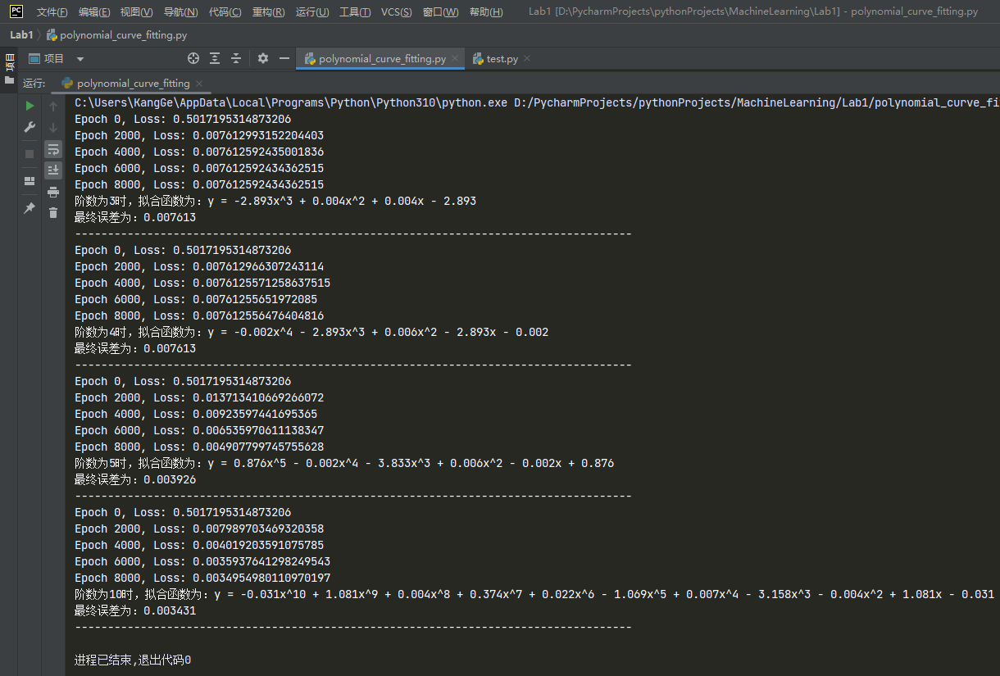 PC 文件(F) 编辑(E) 视图(V) 导航(N) 代码(C) 重构(R) 运行(U) 工具(T) VCS(S) 窗口(W) 帮助(H) Lab1 [D:\PycharmProjects\pythonProjects\MachineLearning\Lab1] - polynomial_curve_fitting.py
Lab1 polynomial_curve_fitting.py
项目 项目 polynomial_curve_fitting.py test.py
运行: polynomial_curve_fitting
C:\Users\KangGe\AppData\Local\Programs\Python\Python310\python.exe D:/PycharmProjects/pythonProjects/MachineLearning/Lab1/polynomial_curve_fi
Epoch 0, Loss: 0.5017195314873206
Epoch 2000, Loss: 0.007612993152204403
Epoch 4000, Loss: 0.007612592435001836
Epoch 6000, Loss: 0.007612592434362515
Epoch 8000, Loss: 0.007612592434362515
阶数为3时，拟合函数为：y = -2.893x^3 + 0.004x^2 + 0.004x - 2.893
最终误差为：0.007613
-------------------------------------------------------------------------------------
Epoch 0, Loss: 0.5017195314873206
Epoch 2000, Loss: 0.007612966307243114
Epoch 4000, Loss: 0.0076125571258637515
Epoch 6000, Loss: 0.00761255651972085
Epoch 8000, Loss: 0.007612556476404816
阶数为4时，拟合函数为：y = -0.002x^4 - 2.893x^3 + 0.006x^2 - 2.893x - 0.002
最终误差为：0.007613
-------------------------------------------------------------------------------------
Epoch 0, Loss: 0.5017195314873206
Epoch 2000, Loss: 0.013713410669266072
Epoch 4000, Loss: 0.00923597441695365
Epoch 6000, Loss: 0.006535970611138347
Epoch 8000, Loss: 0.004907799745755628
阶数为5时，拟合函数为：y = 0.876x^5 - 0.002x^4 - 3.833x^3 + 0.006x^2 - 0.002x + 0.876
最终误差为：0.003926
-------------------------------------------------------------------------------------
Epoch 0, Loss: 0.5017195314873206
Epoch 2000, Loss: 0.007989703469320358
Epoch 4000, Loss: 0.004019203591075785
Epoch 6000, Loss: 0.0035937641298249543
Epoch 8000, Loss: 0.0034954980110970197
阶数为10时，拟合函数为：y = -0.031x^10 + 1.081x^9 + 0.004x^8 + 0.374x^7 + 0.022x^6 - 1.069x^5 + 0.007x^4 - 3.158x^3 - 0.004x^2 + 1.081x - 0.031
最终误差为：0.003431
-------------------------------------------------------------------------------------
进程已结束,退出代码0